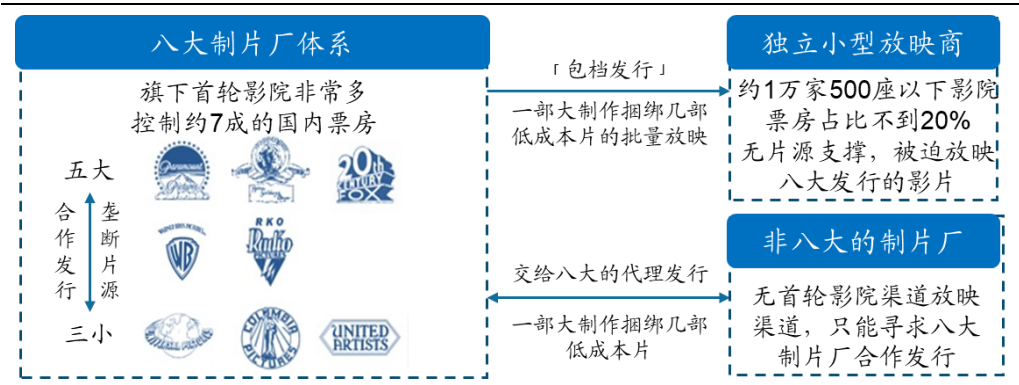 八大制片厂体系
旗下首轮影院非常多
控制约7成的国内票房
五大
合作发行
垄断片源
三小
Paramount
20th
CENTURY
FOX
WB
RKO
Radio
PICTURES
COLUMBIA
PICTURES
UNITED
ARTISTS
「包档发行」
一部大制作捆绑几部
低成本片的批量放映
交给八大的代理发行
一部大制作捆绑几部
低成本片
独立小型放映商
约1万家500座以下影院
票房占比不到20%
无片源支撑，被迫放映
八大发行的影片
非八大的制片厂
无首轮影院渠道放映
渠道，只能寻求八大
制片厂合作发行